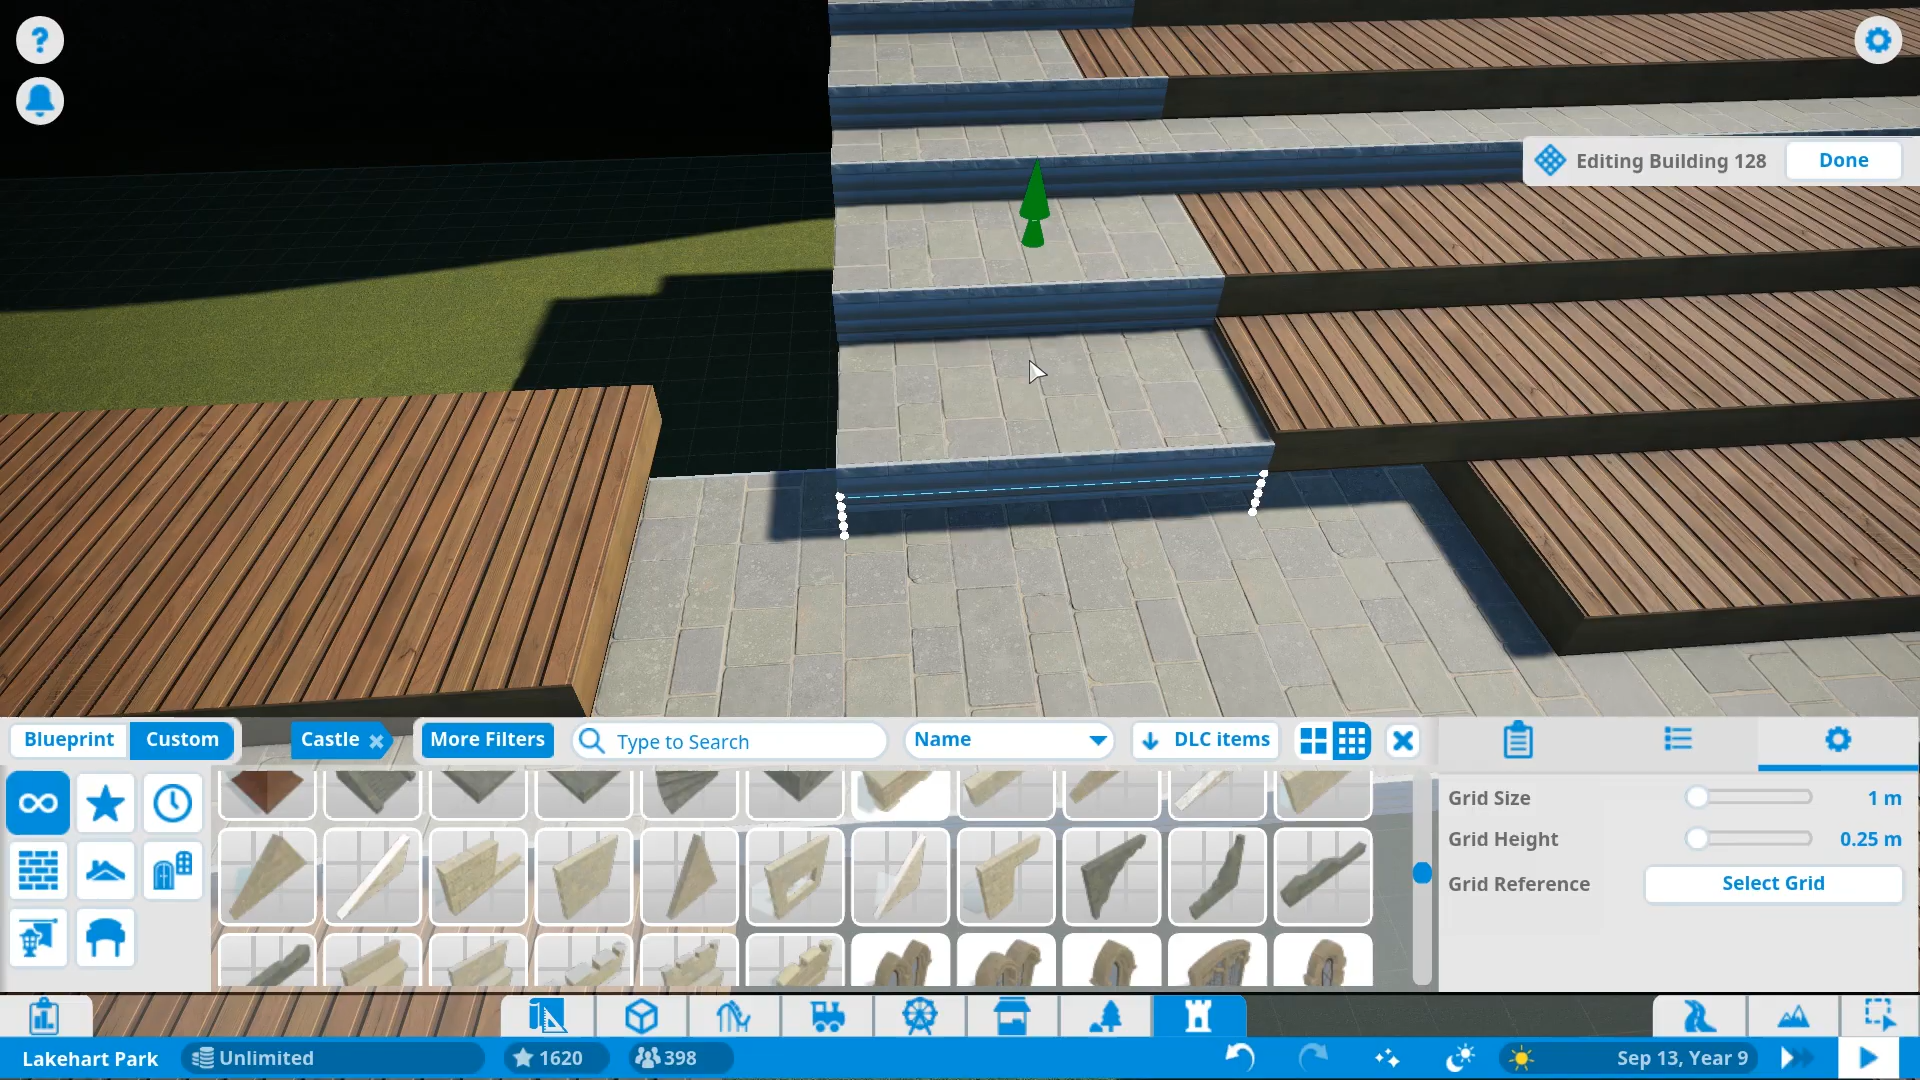 ?
Editing Building 128
Done
Blueprint
Custom
Castle
More Filters
Type to Search
Name
DLC items
Grid Size
1 m
Grid Height
0.25 m
Grid Reference
Select Grid
Lakehart Park
Unlimited
1620
398
Sep 13, Year 9